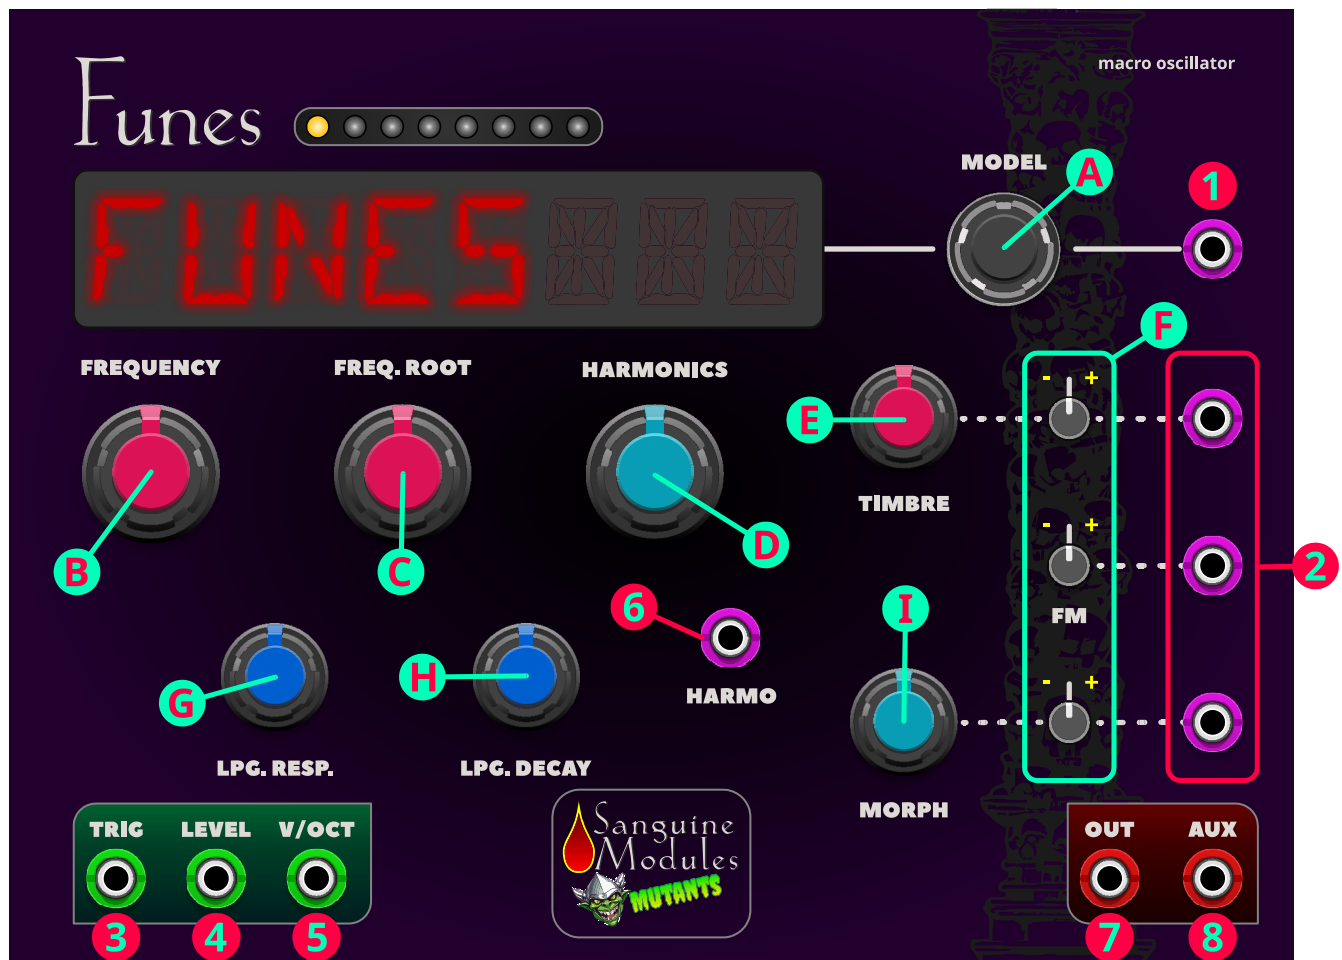 macro oscillator
Funes
MODEL
A
1
FUNES
F
FREQUENCY
FREQ. ROOT
HARMONICS
- +
E
TIMBRE
D
- +
B
C
2
6
I
FM
G
H
HARMO
- +
LPG. RESP.
LPG. DECAY
MORPH
TRIG LEVEL V/OCT
Sanguine
Modules
MUTANTS
OUT AUX
3 4 5
7 8